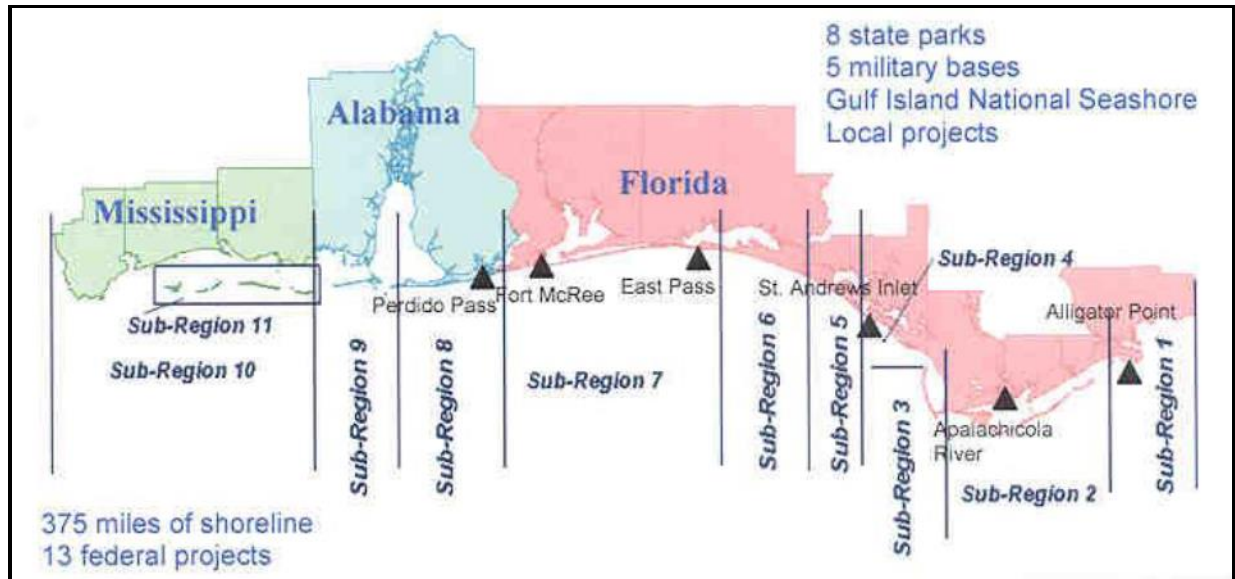 8 state parks
5 military bases
Gulf Island National Seashore
Local projects
Alabama
Florida
Mississippi
Sub-Region 4
Perdido Pass
Fort McRee
East Pass
St. Andrews Inlet
Alligator Point
Sub-Region 11
Sub-Region 10
Sub-Region 9
Sub-Region 8
Sub-Region 7
Sub-Region 6
Sub-Region 5
Sub-Region 3
Apalachicola
River
Sub-Region 2
Sub-Region 1
375 miles of shoreline
13 federal projects